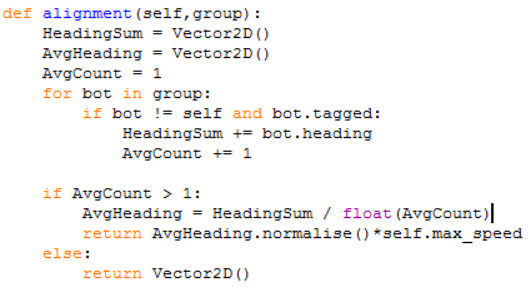 def alignment(self,group):
    HeadingSum = Vector2D()
    AvgHeading = Vector2D()
    AvgCount = 1
    for bot in group:
        if bot != self and bot.tagged:
            HeadingSum += bot.heading
            AvgCount += 1

    if AvgCount > 1:
        AvgHeading = HeadingSum / float(AvgCount)
        return AvgHeading.normalise()*self.max_speed
    else:
        return Vector2D()